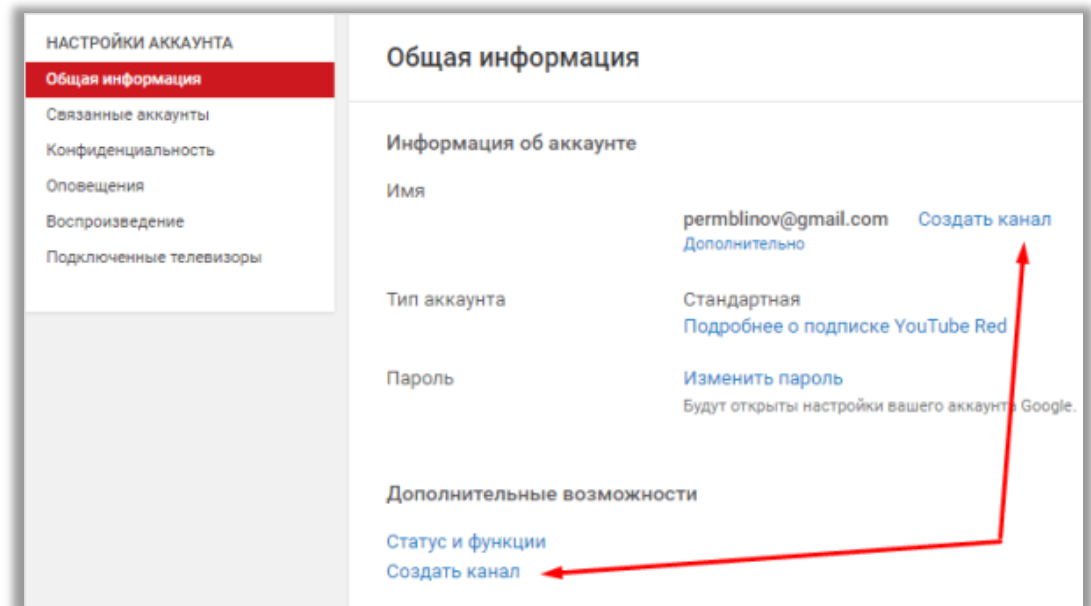 НАСТРОЙКИ АККАУНТА
Общая информация
Связанные аккаунты
Конфиденциальность
Оповещения
Воспроизведение
Подключенные телевизоры
Общая информация
Информация об аккаунте
Имя
permblinov@gmail.com Создать канал
Дополнительно
Тип аккаунта Стандартная
Подробнее о подписке YouTube Red
Пароль Изменить пароль
Будут открыты настройки вашего аккаунта Google.
Дополнительные возможности
Статус и функции
Создать канал